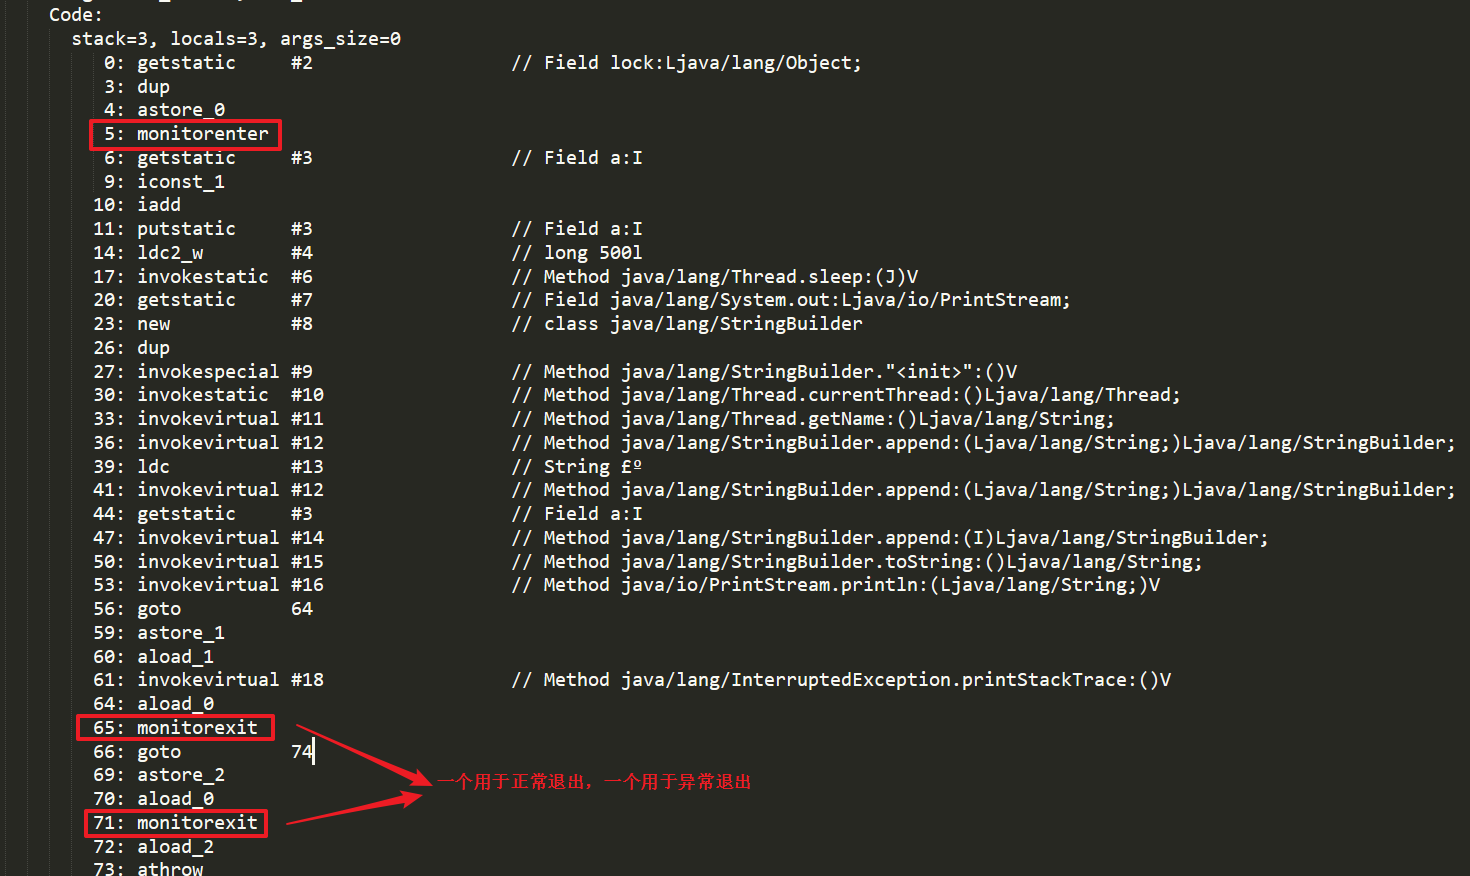 Code:
stack=3, locals=3, args_size=0
0: getstatic #2 // Field lock:Ljava/lang/Object;
3: dup
4: astore_0
5: monitorenter
6: getstatic #3 // Field a:I
9: iconst_1
10: iadd
11: putstatic #3 // Field a:I
14: ldc2_w #4 // long 500l
17: invokestatic #6 // Method java/lang/Thread.sleep:(J)V
20: getstatic #7 // Field java/lang/System.out:Ljava/io/PrintStream;
23: new #8 // class java/lang/StringBuilder
26: dup
27: invokespecial #9 // Method java/lang/StringBuilder."<init>":()V
30: invokestatic #10 // Method java/lang/Thread.currentThread:()Ljava/lang/Thread;
33: invokevirtual #11 // Method java/lang/Thread.getName:()Ljava/lang/String;
36: invokevirtual #12 // Method java/lang/StringBuilder.append:(Ljava/lang/String;)Ljava/lang/StringBuilder;
39: ldc #13 // String £º
41: invokevirtual #12 // Method java/lang/StringBuilder.append:(Ljava/lang/String;)Ljava/lang/StringBuilder;
44: getstatic #3 // Field a:I
47: invokevirtual #14 // Method java/lang/StringBuilder.append:(I)Ljava/lang/StringBuilder;
50: invokevirtual #15 // Method java/lang/StringBuilder.toString:()Ljava/lang/String;
53: invokevirtual #16 // Method java/io/PrintStream.println:(Ljava/lang/String;)V
56: goto 64
59: astore_1
60: aload_1
61: invokevirtual #18 // Method java/lang/InterruptedException.printStackTrace:()V
64: aload_0
65: monitorexit
66: goto 74
69: astore_2
一个用于正常退出，一个用于异常退出
70: aload_0
71: monitorexit
72: aload_2
73: athrow